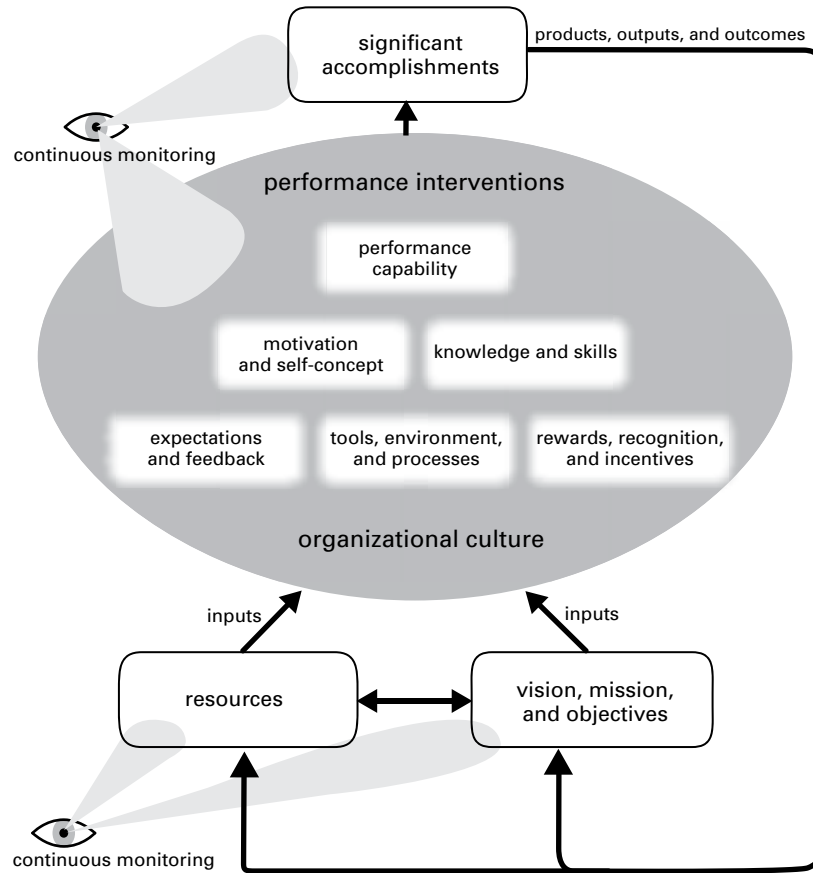 significant
accomplishments
products, outputs, and outcomes
continuous monitoring
performance interventions
performance
capability
motivation
and self-concept
knowledge and skills
expectations
and feedback
tools, environment,
and processes
rewards, recognition,
and incentives
organizational culture
inputs
inputs
resources
vision, mission,
and objectives
continuous monitoring